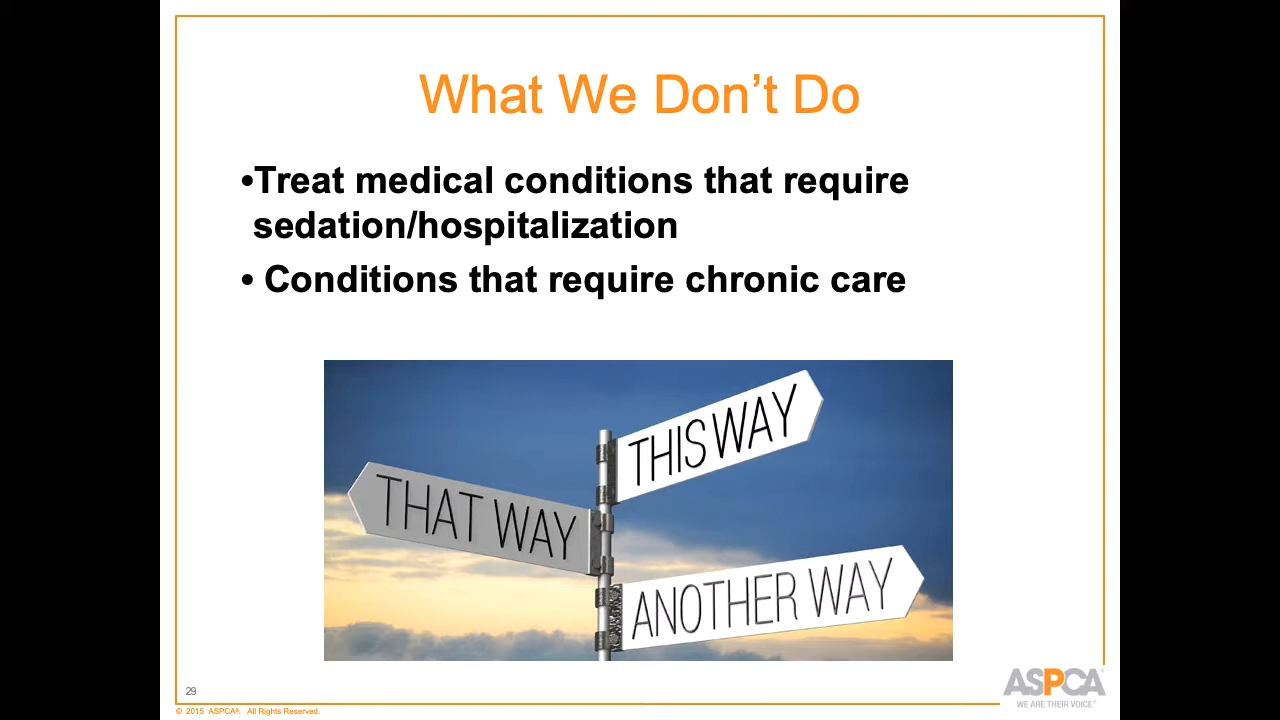 What We Don’t Do
•Treat medical conditions that require
sedation/hospitalization
• Conditions that require chronic care
THIS WAY
THAT WAY
ANOTHER WAY
29
© 2015 ASPCA®. All Rights Reserved.
ASPCA®
WE ARE THEIR VOICE.®